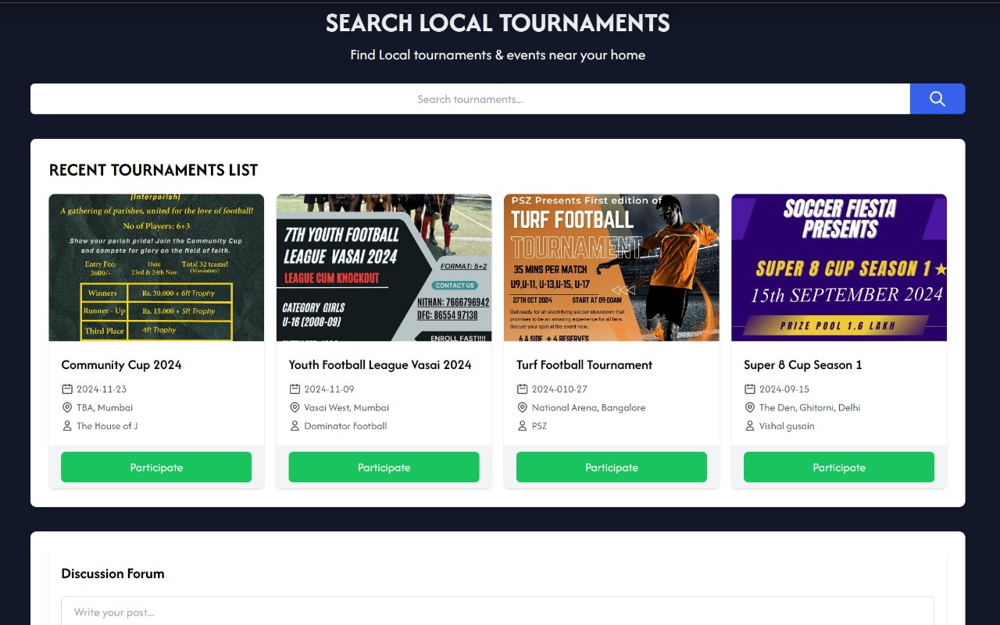 SEARCH LOCAL TOURNAMENTS
Find Local tournaments & events near your home
Search tournaments...
RECENT TOURNAMENTS LIST
(Interparish)
A gathering of parishes, united for the love of football!
No of Players: 6+3
Show your parish pride! Join the Community Cup
and compete for glory on the field of faith.
Entry Fee:
3600/-
Date
23rd & 24th Nov
Total 32 teams!
(Mandatory)
Winners
Rs. 30,000 + 6ft Trophy
Runner - Up
Rs. 15,000 + 5ft Trophy
Third Place
4ft Trophy
Community Cup 2024
2024-11-23
TBA, Mumbai
The House of J
Participate
7TH YOUTH FOOTBALL
LEAGUE VASAI 2024
LEAGUE CUM KNOCKOUT
CATEGORY GIRLS
U-16 (2008-09)
FORMAT: 5+2
CONTACT US
NITHAN: 7666796942
DFC: 86554 97138
ENROLL FAST!!!!
Youth Football League Vasai 2024
2024-11-09
Vasai West, Mumbai
Dominator Football
Participate
PSZ Presents First edition of
TURF FOOTBALL
TOURNAMENT
35 MINS PER MATCH
U9,U-11, U-13,U-15, U-17
27TH OCT 2024
START AT 09:00AM
Get ready for an electrifying soccer showdown that
promises to be an amazing experience for all fans.
Secure your spot at the event now.
6 A SIDE + 4 RESERVES
Turf Football Tournament
2024-010-27
National Arena, Bangalore
PSZ
Participate
SOCCER FIESTA
PRESENTS
SUPER 8 CUP SEASON 1
15th SEPTEMBER 2024
PRIZE POOL 1.6 LAKH
Super 8 Cup Season 1
2024-09-15
The Den, Ghitorni, Delhi
Vishal gusain
Participate
Discussion Forum
Write your post...